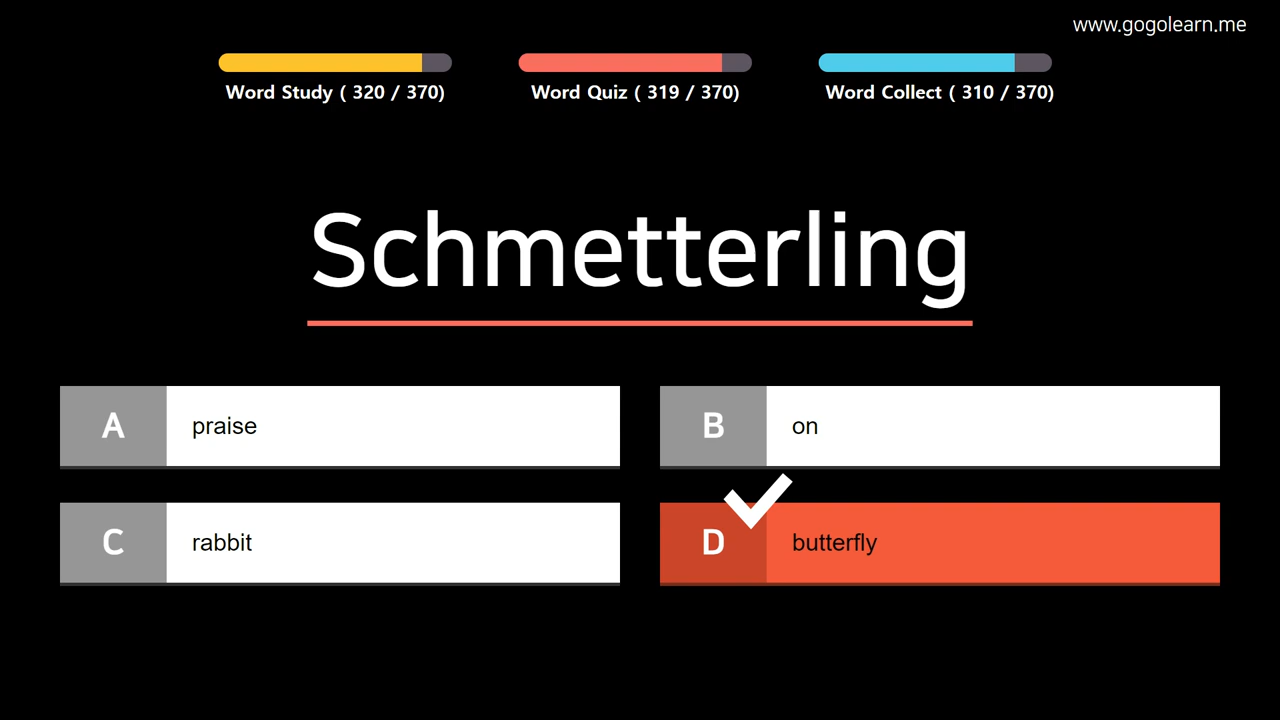 www.gogolearn.me
Word Study ( 320 / 370)
Word Quiz ( 319 / 370)
Word Collect ( 310 / 370)
Schmetterling
A praise
B on
C rabbit
D butterfly